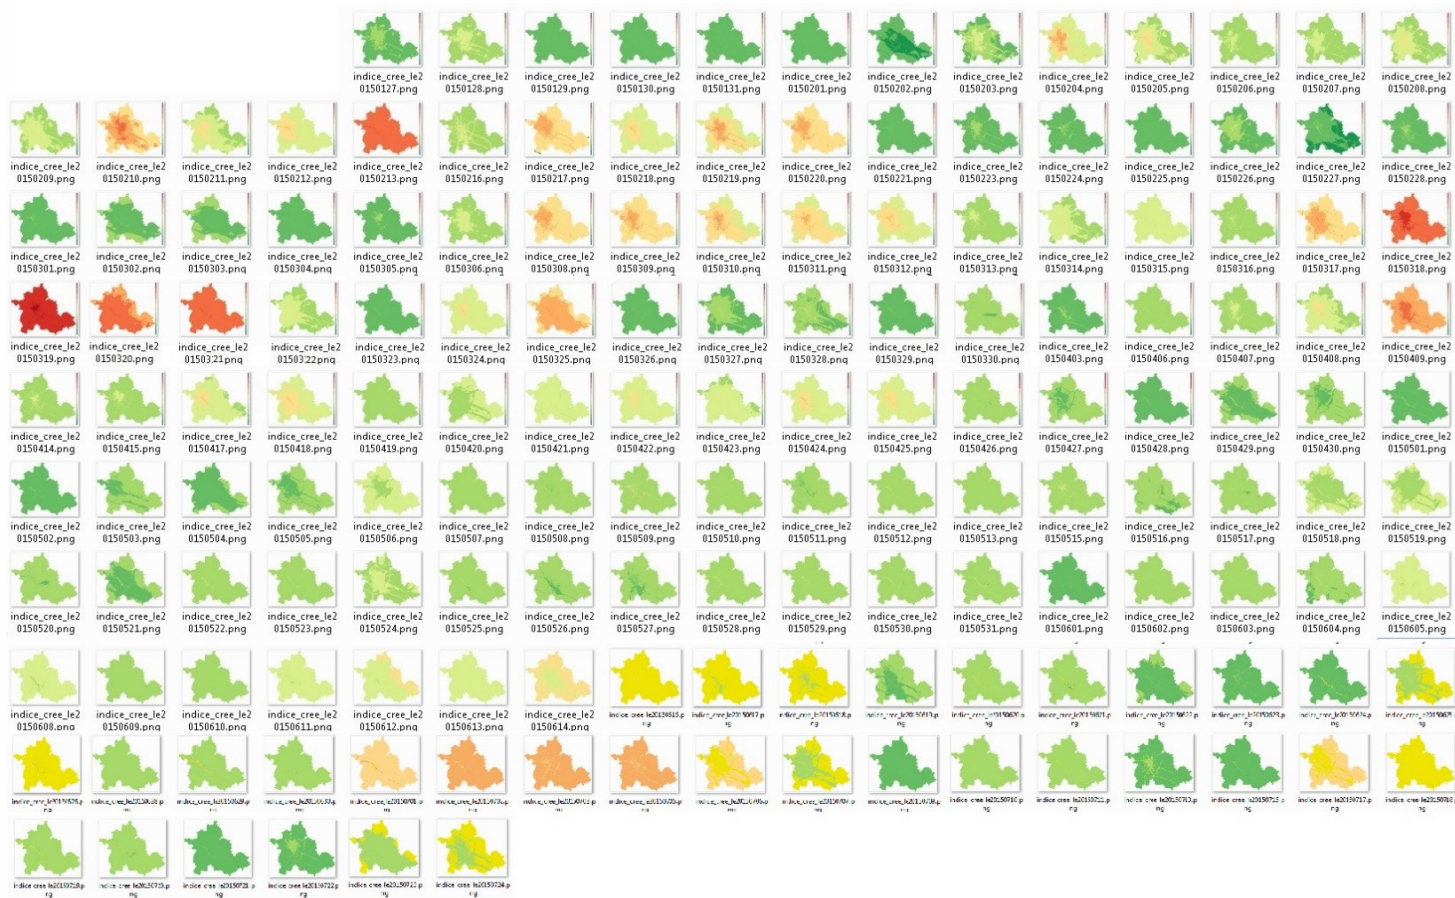 indice_cree_le2 indice_cree_le2 indice_cree_le2 indice_cree_le2 indice_cree_le2 indice_cree_le2 indice_cree_le2 indice_cree_le2 indice_cree_le2 indice_cree_le2 indice_cree_le2 indice_cree_le2 indice_cree_le2
0150127.png 0150128.png 0150129.png 0150130.png 0150131.png 0150201.png 0150202.png 0150203.png 0150204.png 0150205.png 0150206.png 0150207.png 0150208.png
indice_cree_le2 indice_cree_le2 indice_cree_le2 indice_cree_le2 indice_cree_le2 indice_cree_le2 indice_cree_le2 indice_cree_le2 indice_cree_le2 indice_cree_le2 indice_cree_le2 indice_cree_le2 indice_cree_le2 indice_cree_le2 indice_cree_le2 indice_cree_le2 indice_cree_le2
0150209.png 0150210.png 0150211.png 0150212.png 0150213.png 0150216.png 0150217.png 0150218.png 0150219.png 0150220.png 0150221.png 0150223.png 0150224.png 0150225.png 0150226.png 0150227.png 0150228.png
indice_cree_le2 indice_cree_le2 indice_cree_le2 indice_cree_le2 indice_cree_le2 indice_cree_le2 indice_cree_le2 indice_cree_le2 indice_cree_le2 indice_cree_le2 indice_cree_le2 indice_cree_le2 indice_cree_le2 indice_cree_le2 indice_cree_le2 indice_cree_le2 indice_cree_le2
0150301.png 0150302.png 0150303.png 0150304.png 0150305.png 0150306.png 0150308.png 0150309.png 0150310.png 0150311.png 0150312.png 0150313.png 0150314.png 0150315.png 0150316.png 0150317.png 0150318.png
indice_cree_le2 indice_cree_le2 indice_cree_le2 indice_cree_le2 indice_cree_le2 indice_cree_le2 indice_cree_le2 indice_cree_le2 indice_cree_le2 indice_cree_le2 indice_cree_le2 indice_cree_le2 indice_cree_le2 indice_cree_le2 indice_cree_le2 indice_cree_le2 indice_cree_le2
0150319.png 0150320.png 0150321.png 0150322.png 0150323.png 0150324.png 0150325.png 0150326.png 0150327.png 0150328.png 0150329.png 0150330.png 0150403.png 0150406.png 0150407.png 0150408.png 0150409.png
indice_cree_le2 indice_cree_le2 indice_cree_le2 indice_cree_le2 indice_cree_le2 indice_cree_le2 indice_cree_le2 indice_cree_le2 indice_cree_le2 indice_cree_le2 indice_cree_le2 indice_cree_le2 indice_cree_le2 indice_cree_le2 indice_cree_le2 indice_cree_le2 indice_cree_le2
0150414.png 0150415.png 0150417.png 0150418.png 0150419.png 0150420.png 0150421.png 0150422.png 0150423.png 0150424.png 0150425.png 0150426.png 0150427.png 0150428.png 0150429.png 0150430.png 0150501.png
indice_cree_le2 indice_cree_le2 indice_cree_le2 indice_cree_le2 indice_cree_le2 indice_cree_le2 indice_cree_le2 indice_cree_le2 indice_cree_le2 indice_cree_le2 indice_cree_le2 indice_cree_le2 indice_cree_le2 indice_cree_le2 indice_cree_le2 indice_cree_le2 indice_cree_le2
0150502.png 0150503.png 0150504.png 0150505.png 0150506.png 0150507.png 0150508.png 0150509.png 0150510.png 0150511.png 0150512.png 0150513.png 0150515.png 0150516.png 0150517.png 0150518.png 0150519.png
indice_cree_le2 indice_cree_le2 indice_cree_le2 indice_cree_le2 indice_cree_le2 indice_cree_le2 indice_cree_le2 indice_cree_le2 indice_cree_le2 indice_cree_le2 indice_cree_le2 indice_cree_le2 indice_cree_le2 indice_cree_le2 indice_cree_le2 indice_cree_le2 indice_cree_le2
0150520.png 0150521.png 0150522.png 0150523.png 0150524.png 0150525.png 0150526.png 0150527.png 0150528.png 0150529.png 0150530.png 0150531.png 0150601.png 0150602.png 0150603.png 0150604.png 0150605.png
indice_cree_le2 indice_cree_le2 indice_cree_le2 indice_cree_le2 indice_cree_le2 indice_cree_le2 indice_cree_le2
0150608.png 0150609.png 0150610.png 0150611.png 0150612.png 0150613.png 0150614.png
indice_cree_le20150721.p indice_cree_le20150722.p indice_cree_le20150723.p indice_cree_le20150724.p
ng ng ng ng